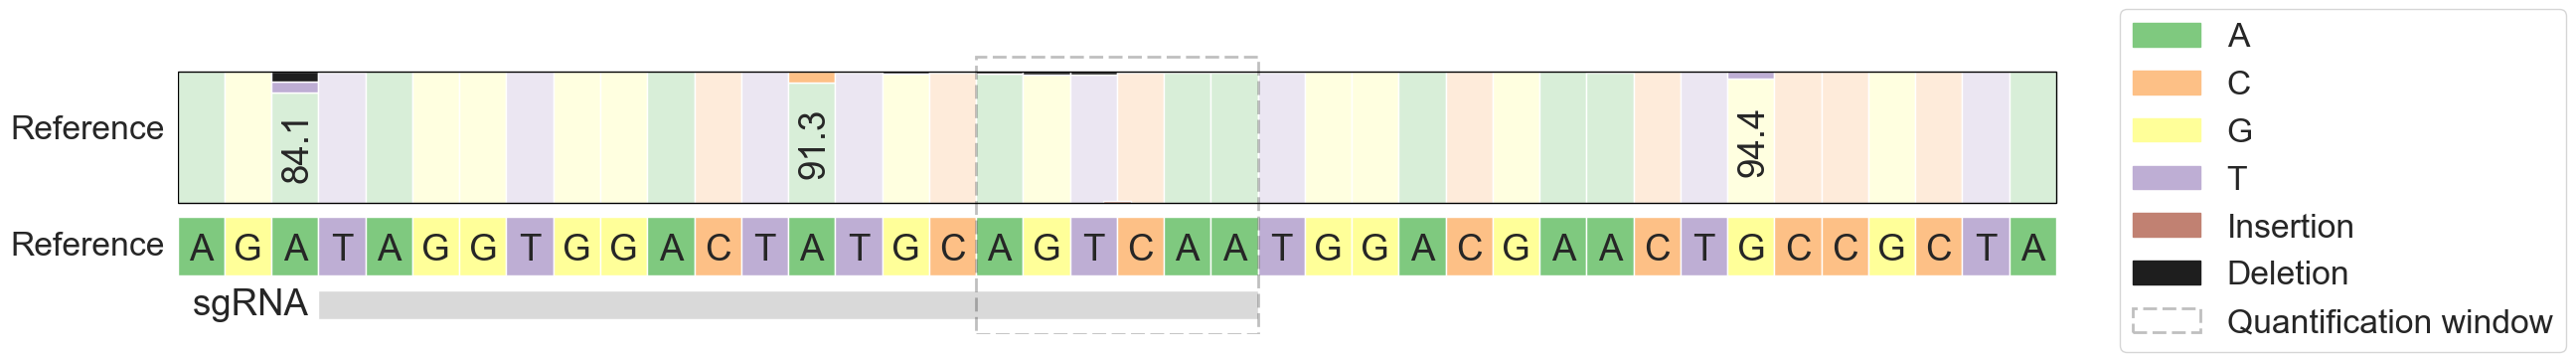 Reference 84.1 91.3 94.4
Reference A G A T A G G T G G A C T A T G C A G T C A A T G G A C G A A C T G C C G C T A
sgRNA
A
C
G
T
Insertion
Deletion
Quantification window